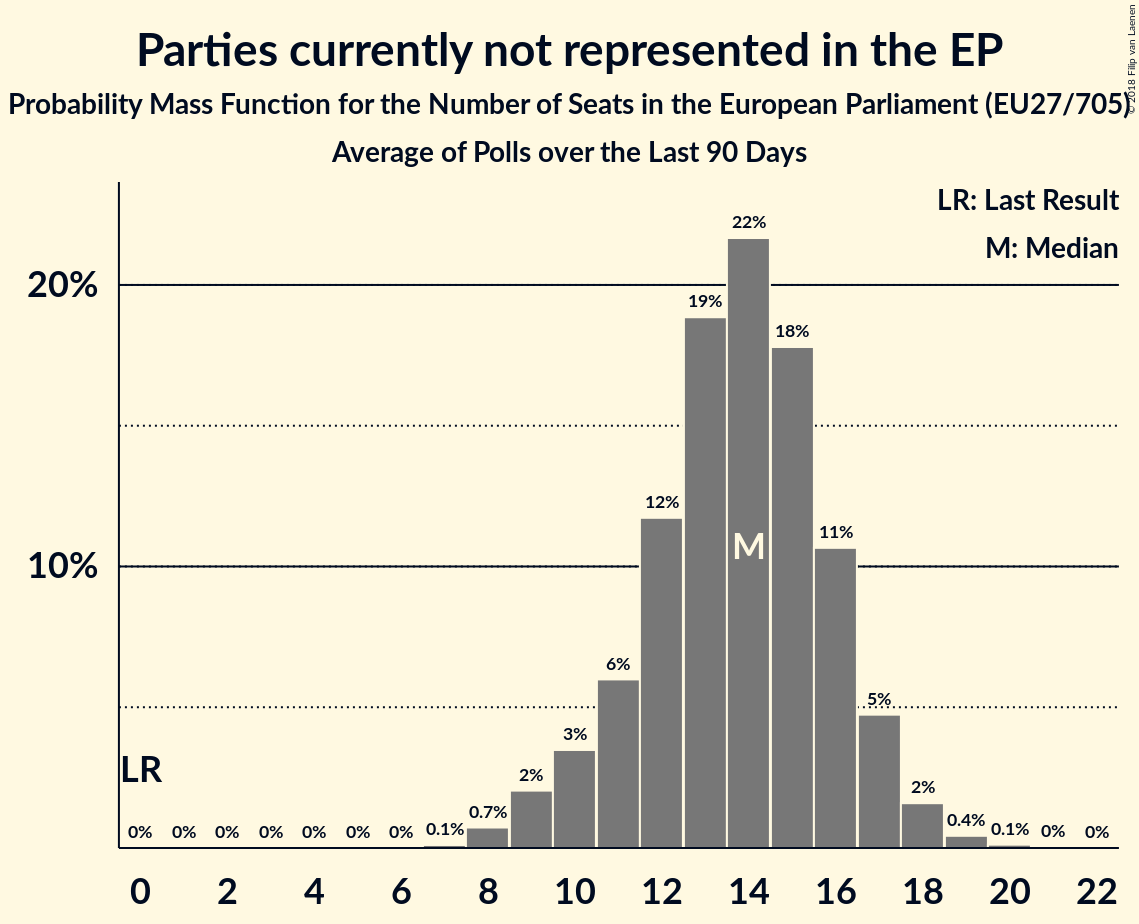 Parties currently not represented in the EP
Probability Mass Function for the Number of Seats in the European Parliament (EU27/705)
Average of Polls over the Last 90 Days
© 2018 Filip van Laenen
LR: Last Result
M: Median
20%
10%
22%
19%
18%
12%
11%
6%
5%
3%
2%
2%
0.7%
0.4%
0% 0% 0% 0% 0% 0% 0% 0.1% 0.1% 0% 0%
M
LR
0 2 4 6 8 10 12 14 16 18 20 22